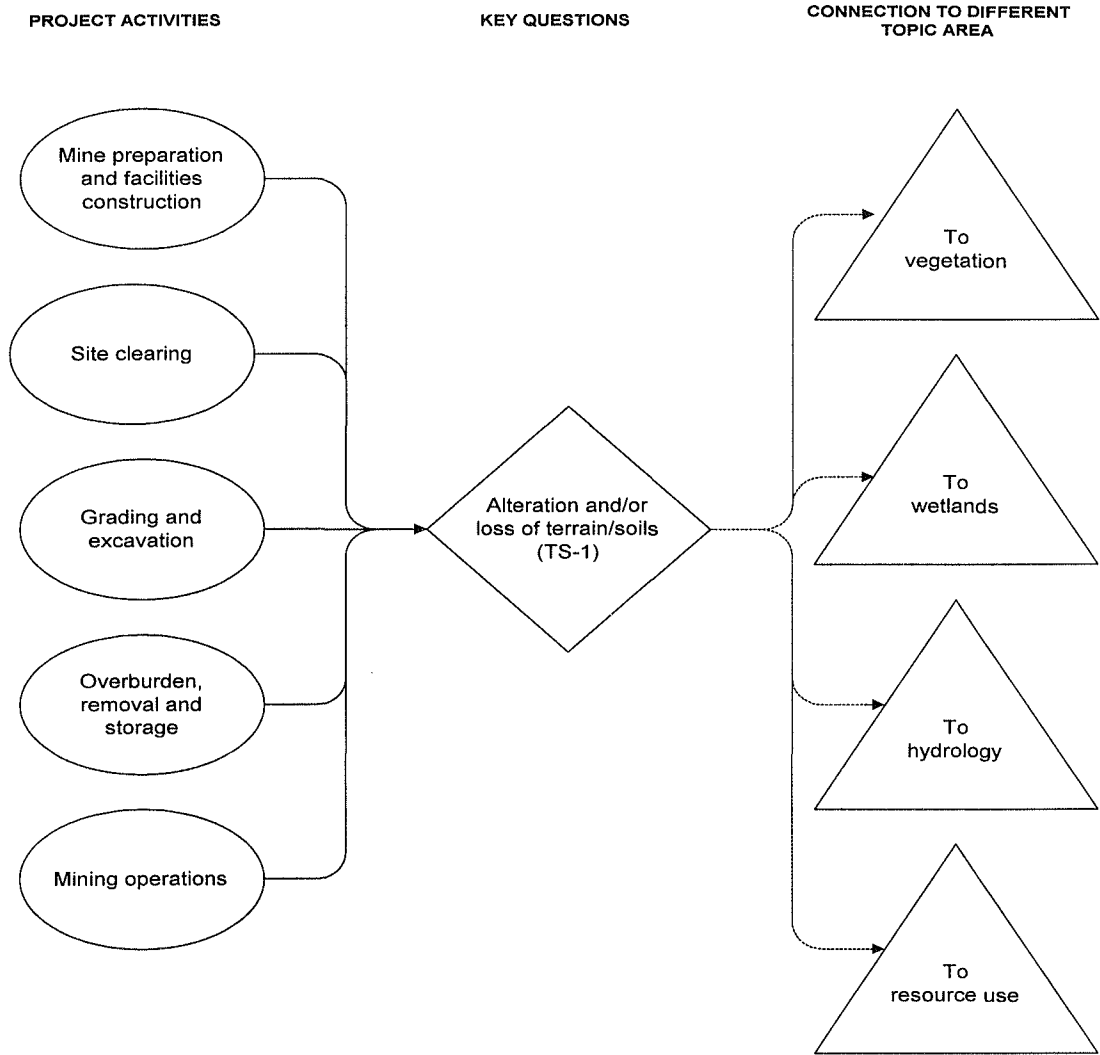 PROJECT ACTIVITIES
KEY QUESTIONS
CONNECTION TO DIFFERENT
TOPIC AREA
Mine preparation
and facilities
construction
Site clearing
Grading and
excavation
Overburden,
removal and
storage
Mining operations
Alteration and/or
loss of terrain/soils
(TS-1)
To
vegetation
To
wetlands
To
hydrology
To
resource use